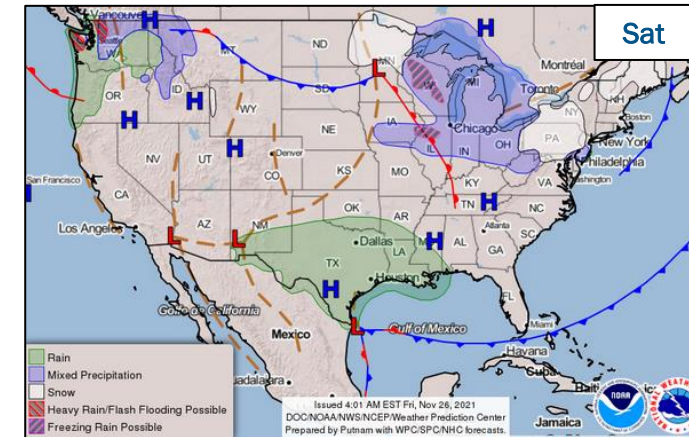 Sat
Vancouver
H
H
MT
ND
L
MN
Montréal
Toronto
OR
ID
H
WY
SD
WI
MI
NH
NY
Boston
H
H
NE
IA
Chicago
IL
IN
OH
PA
New York
Philadelphia
San Francisco
NV
UT
Denver
CO
KS
MO
KY
VA
CA
H
TN
H
NC
Los Angeles
AZ
NM
OK
AR
Atlanta
SC
L
L
Dallas
LA
H
AL
GA
TX
Houston
H
FL
Golfo de California
L
Gulf of Mexico
Miami
Mexico
Havana
Cuba
Jamaica
Rain
Mixed Precipitation
Snow
Heavy Rain/Flash Flooding Possible
Freezing Rain Possible
Issued 4:01 AM EST Fri, Nov 26, 2021
DOC/NOAA/NWS/NCEP/Weather Prediction Center
Prepared by Putnam with WPC/SPC/NHC forecasts.
NOAA